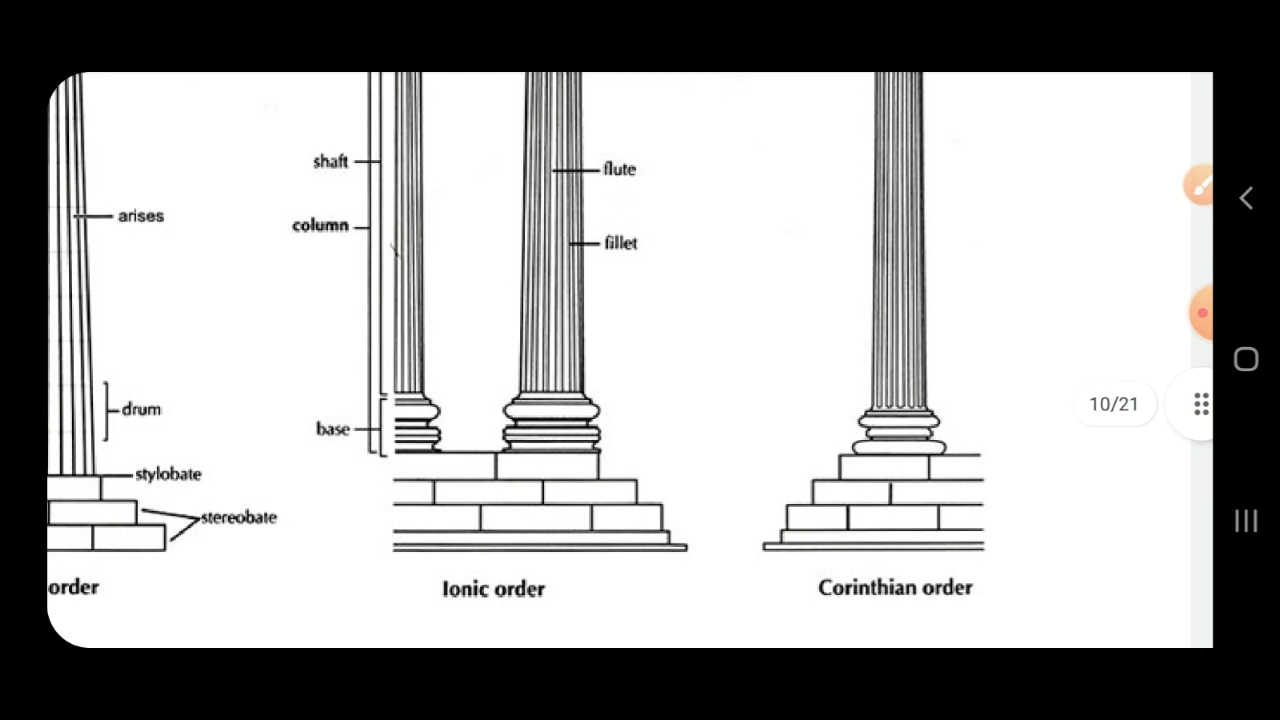 shaft
flute
arises
column
fillet
drum
10/21
base
stylobate
stereobate
order
Ionic order
Corinthian order